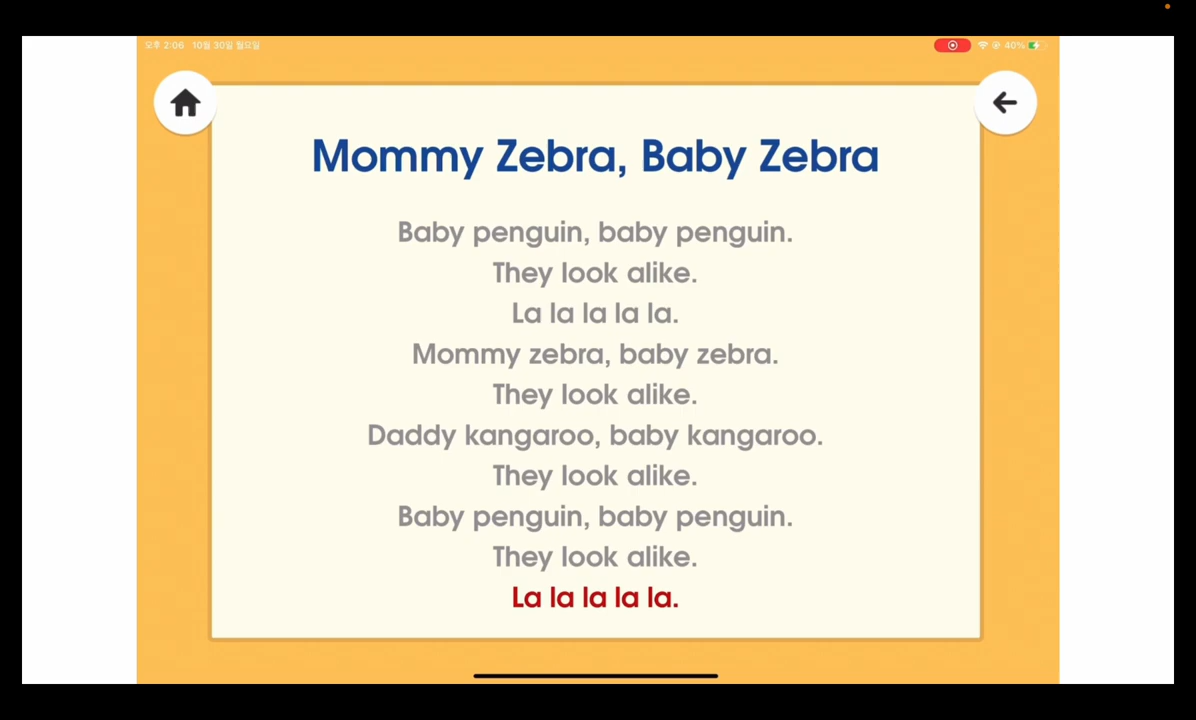 오후 2:06 10월 30일 월요일 40%
Mommy Zebra, Baby Zebra
Baby penguin, baby penguin.
They look alike.
La la la la la.
Mommy zebra, baby zebra.
They look alike.
Daddy kangaroo, baby kangaroo.
They look alike.
Baby penguin, baby penguin.
They look alike.
La la la la la.